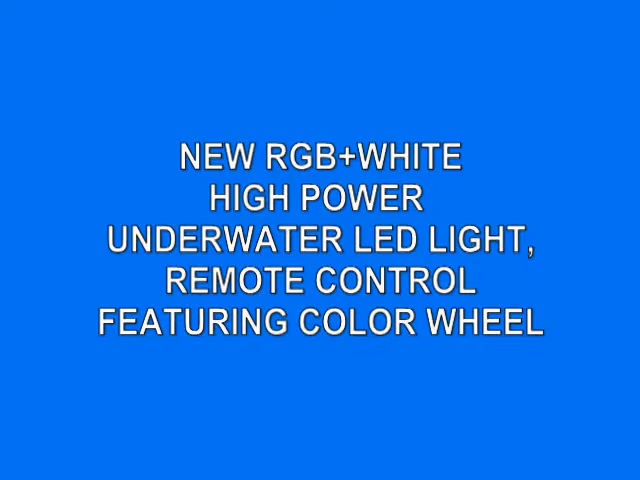 NEW RGB+WHITE
HIGH POWER
UNDERWATER LED LIGHT,
REMOTE CONTROL
FEATURING COLOR WHEEL